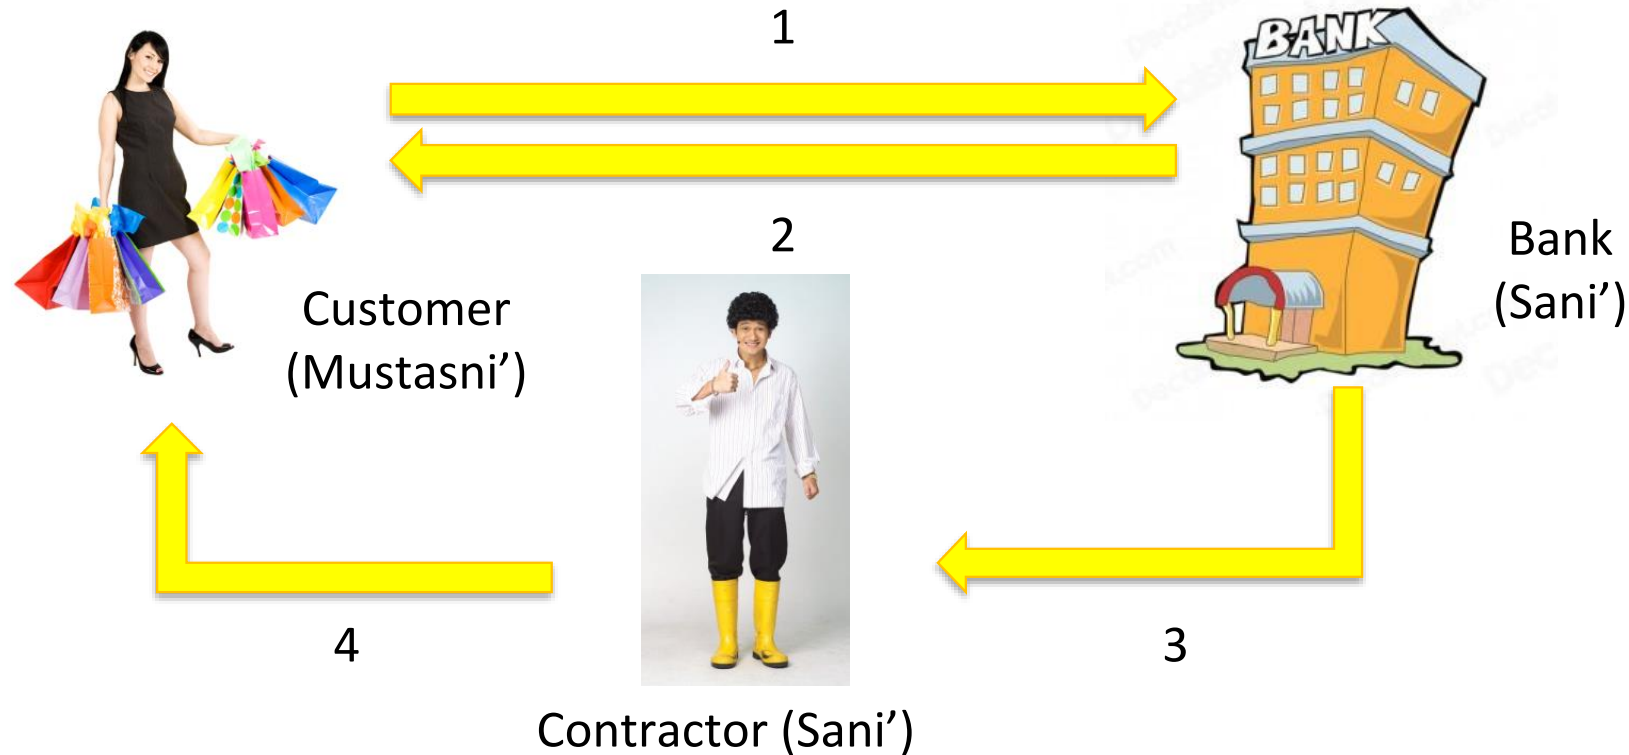 1
BANK
2
Bank
(Sani’)
Customer
(Mustasni’)
4
3
Contractor (Sani’)